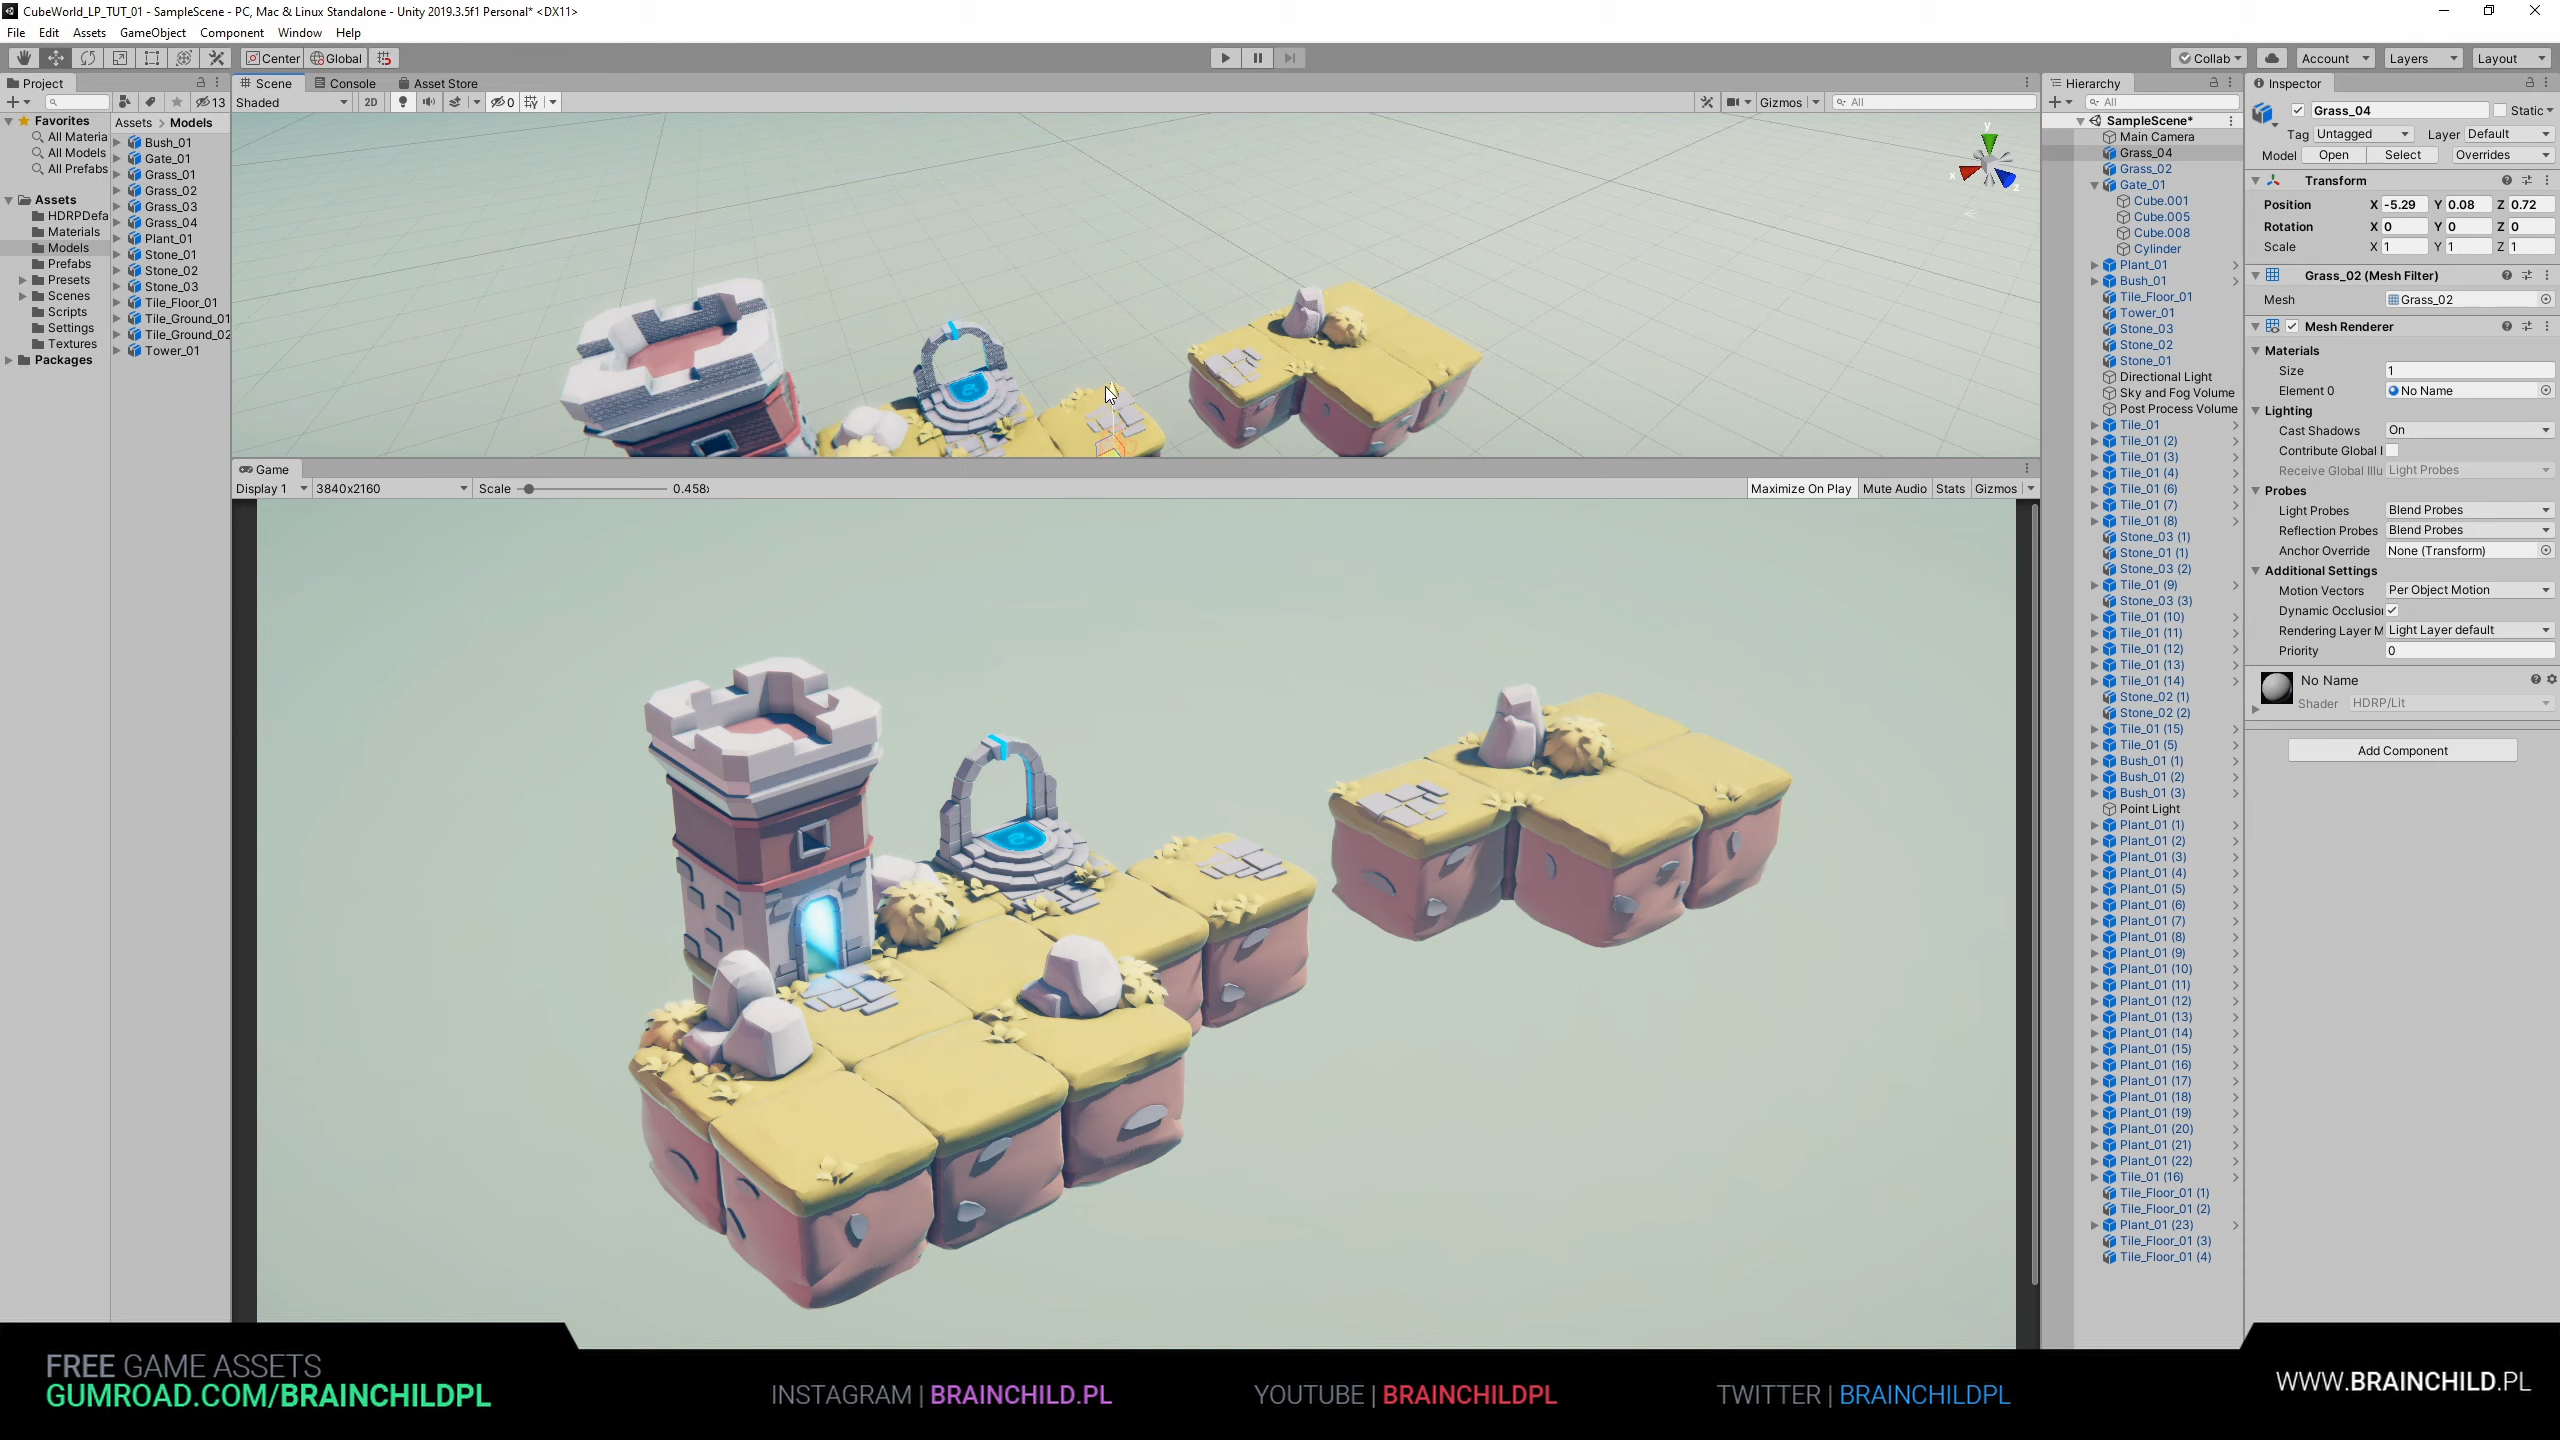 CubeWorld_LP_TUT_01 - SampleScene - PC, Mac & Linux Standalone - Unity 2019.3.5f1 Personal* <DX11>
File Edit Assets GameObject Component Window Help
Center Global Collab Account Layers Layout
Project
13
Favorites
All Materia
All Models
All Prefabs
Assets
HDRPDefa
Materials
Models
Prefabs
Presets
Scenes
Scripts
Settings
Textures
Packages
Assets > Models
Bush_01
Gate_01
Grass_01
Grass_02
Grass_03
Grass_04
Plant_01
Stone_01
Stone_02
Stone_03
Tile_Floor_01
Tile_Ground_01
Tile_Ground_02
Tower_01
Scene Console Asset Store
Shaded 2D 0 Gizmos All
y
x
z
Game
Display 1 3840x2160 Scale 0.458x Maximize On Play Mute Audio Stats Gizmos
Hierarchy
All
SampleScene*
Main Camera
Grass_04
Grass_02
Gate_01
Cube.001
Cube.005
Cube.008
Cylinder
Plant_01
Bush_01
Tile_Floor_01
Tower_01
Stone_03
Stone_02
Stone_01
Directional Light
Sky and Fog Volume
Post Process Volume
Tile_01
Tile_01 (2)
Tile_01 (3)
Tile_01 (4)
Tile_01 (6)
Tile_01 (7)
Tile_01 (8)
Stone_03 (1)
Stone_01 (1)
Stone_03 (2)
Tile_01 (9)
Stone_03 (3)
Tile_01 (10)
Tile_01 (11)
Tile_01 (12)
Tile_01 (13)
Tile_01 (14)
Stone_02 (1)
Stone_02 (2)
Tile_01 (15)
Tile_01 (5)
Bush_01 (1)
Bush_01 (2)
Bush_01 (3)
Point Light
Plant_01 (1)
Plant_01 (2)
Plant_01 (3)
Plant_01 (4)
Plant_01 (5)
Plant_01 (6)
Plant_01 (7)
Plant_01 (8)
Plant_01 (9)
Plant_01 (10)
Plant_01 (11)
Plant_01 (12)
Plant_01 (13)
Plant_01 (14)
Plant_01 (15)
Plant_01 (16)
Plant_01 (17)
Plant_01 (18)
Plant_01 (19)
Plant_01 (20)
Plant_01 (21)
Plant_01 (22)
Tile_01 (16)
Tile_Floor_01 (1)
Tile_Floor_01 (2)
Plant_01 (23)
Tile_Floor_01 (3)
Tile_Floor_01 (4)
Inspector
Grass_04 Static
Tag Untagged Layer Default
Model Open Select Overrides
Transform
Position X -5.29 Y 0.08 Z 0.72
Rotation X 0 Y 0 Z 0
Scale X 1 Y 1 Z 1
Grass_02 (Mesh Filter)
Mesh Grass_02
Mesh Renderer
Materials
Size 1
Element 0 No Name
Lighting
Cast Shadows On
Contribute Global I
Receive Global Illu Light Probes
Probes
Light Probes Blend Probes
Reflection Probes Blend Probes
Anchor Override None (Transform)
Additional Settings
Motion Vectors Per Object Motion
Dynamic Occlusion
Rendering Layer M Light Layer default
Priority 0
No Name
Shader HDRP/Lit
Add Component
FREE GAME ASSETS
GUMROAD.COM/BRAINCHILDPL
INSTAGRAM | BRAINCHILD.PL
YOUTUBE | BRAINCHILDPL
TWITTER | BRAINCHILDPL
WWW.BRAINCHILD.PL